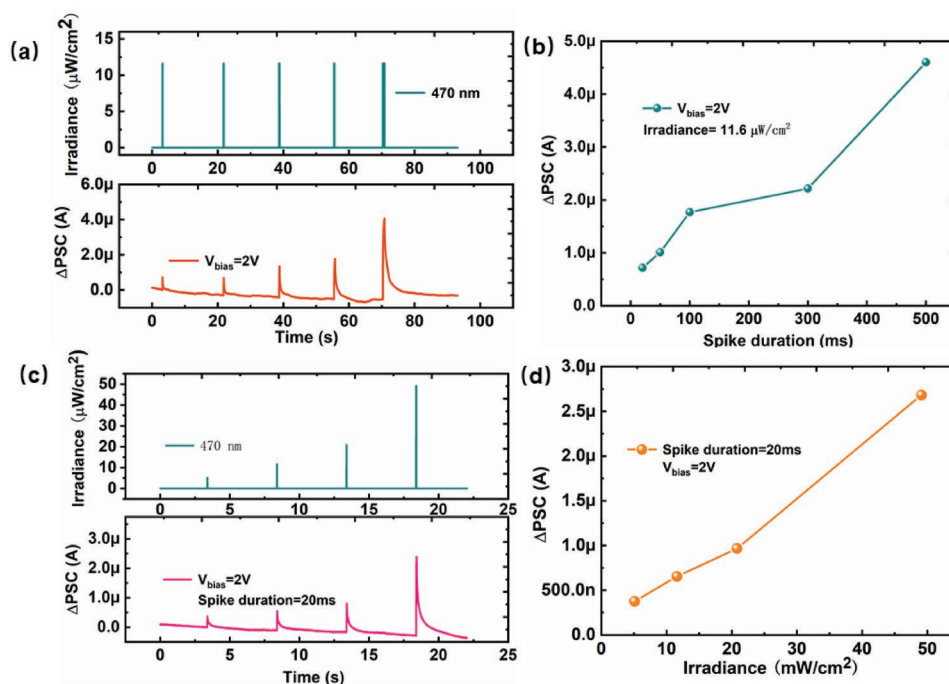 (a)
Irradiance (μW/cm²)
15
10
5
0
470 nm
0 20 40 60 80 100
ΔPSC (A)
6.0μ
4.0μ
2.0μ
0.0
V_bias=2V
0 20 40 60 80 100
Time (s)
(b)
ΔPSC (A)
5.0μ
4.0μ
3.0μ
2.0μ
1.0μ
0.0
V_bias=2V
Irradiance= 11.6 μW/cm²
0 100 200 300 400 500
Spike duration (ms)
(c)
Irradiance (μW/cm²)
50
40
30
20
10
0
470 nm
0 5 10 15 20 25
ΔPSC (A)
3.0μ
2.0μ
1.0μ
0.0
V_bias=2V
Spike duration=20ms
0 5 10 15 20 25
Time (s)
(d)
ΔPSC (A)
3.0μ
2.5μ
2.0μ
1.5μ
1.0μ
500.0n
0.0
Spike duration=20ms
V_bias=2V
0 10 20 30 40 50
Irradiance (mW/cm²)